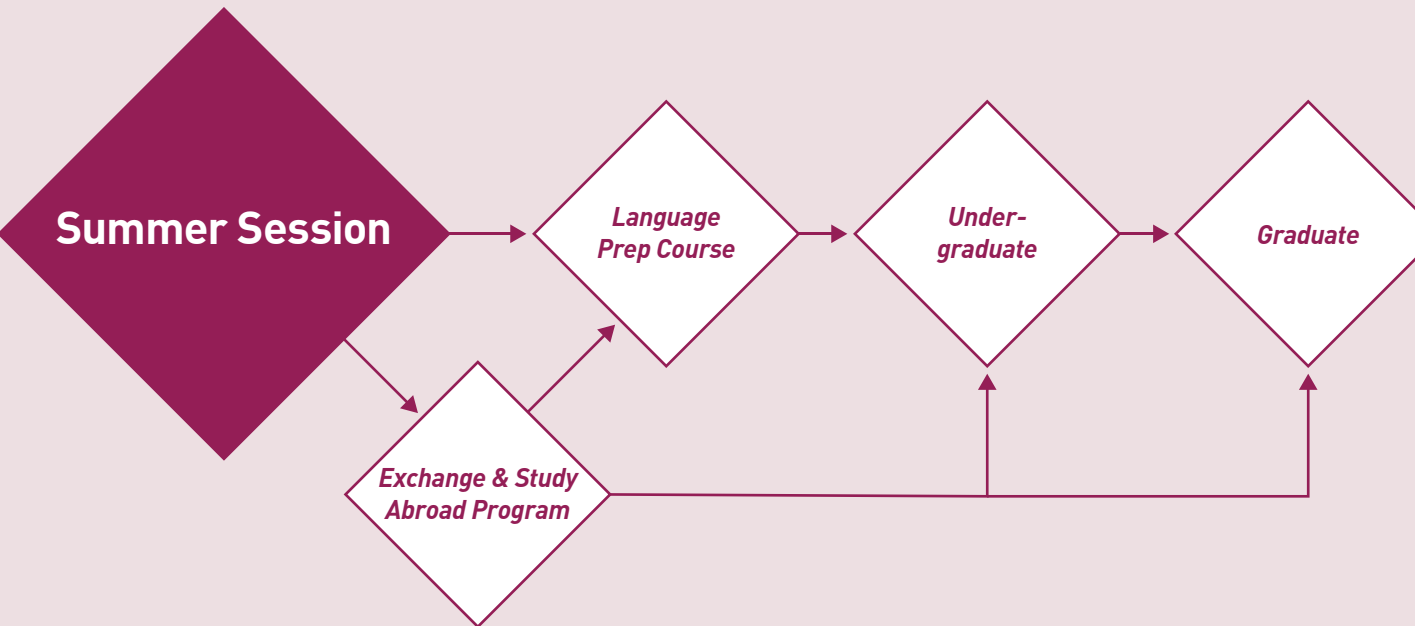 Summer Session
Language
Prep Course
Under-
graduate
Graduate
Exchange & Study
Abroad Program